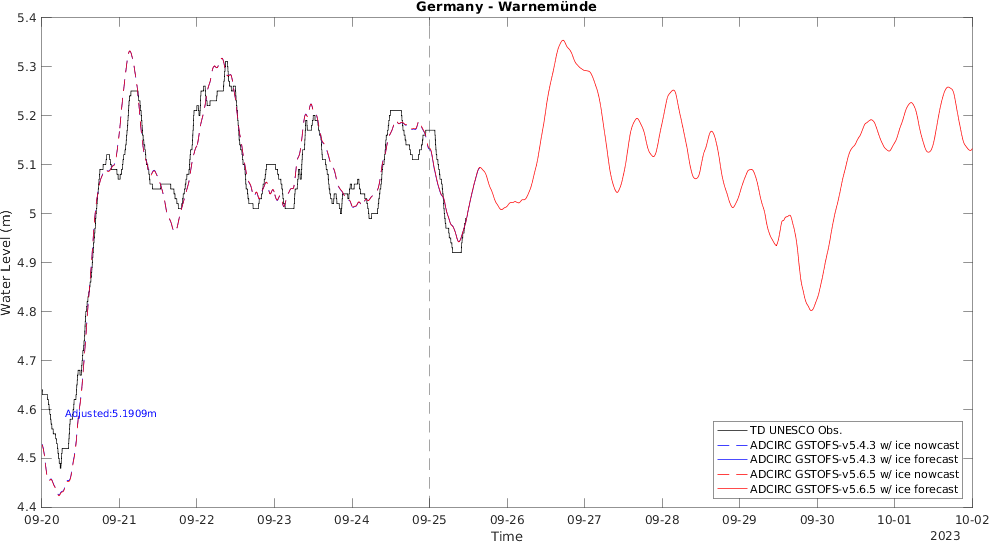 Germany - Warnemünde
5.4
5.3
5.2
5.1
5
4.9
4.8
4.7
4.6
4.5
4.4
Water Level (m)
Adjusted:5.1909m
TD UNESCO Obs.
ADCIRC GSTOFS-v5.4.3 w/ ice nowcast
ADCIRC GSTOFS-v5.4.3 w/ ice forecast
ADCIRC GSTOFS-v5.6.5 w/ ice nowcast
ADCIRC GSTOFS-v5.6.5 w/ ice forecast
09-20 09-21 09-22 09-23 09-24 09-25 09-26 09-27 09-28 09-29 09-30 10-01 10-02
Time
2023